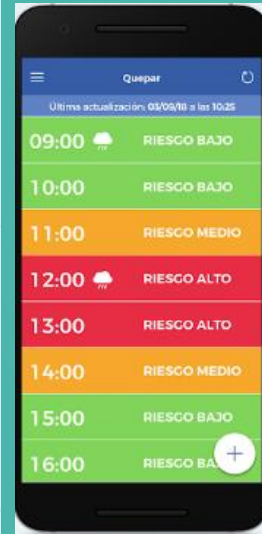 Quepar
Última actualización: 03/09/18 a las 10:25
09:00 RIESGO BAJO
10:00 RIESGO BAJO
11:00 RIESGO MEDIO
12:00 RIESGO ALTO
13:00 RIESGO ALTO
14:00 RIESGO MEDIO
15:00 RIESGO BAJO
16:00 RIESGO